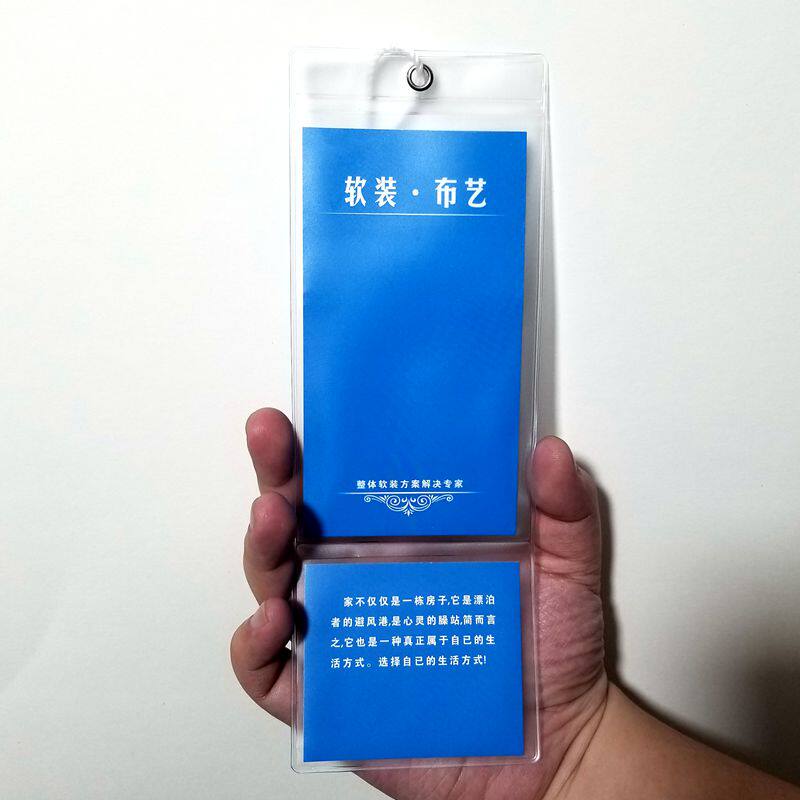 软装·布艺
整体软装方案解决专家
家不仅仅是一栋房子,它是漂泊
者的避风港,是心灵的臊站,简而言
之,它也是一种真正属于自已的生
活方式。选择自已的生活方式!